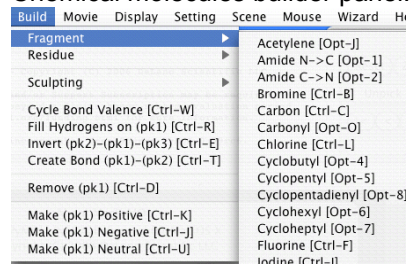 Chemical molecules builder panel
Build Movie Display Setting Scene Mouse Wizard
Fragment
Residue
Sculpting
Cycle Bond Valence [Ctrl-W]
Fill Hydrogens on (pk1) [Ctrl-R]
Invert (pk2)-(pk1)-(pk3) [Ctrl-E]
Create Bond (pk1)-(pk2) [Ctrl-T]
Remove (pk1) [Ctrl-D]
Make (pk1) Positive [Ctrl-K]
Make (pk1) Negative [Ctrl-J]
Make (pk1) Neutral [Ctrl-U]
Acetylene [Opt-J]
Amide N->C [Opt-1]
Amide C->N [Opt-2]
Bromine [Ctrl-B]
Carbon [Ctrl-C]
Carbonyl [Opt-O]
Chlorine [Ctrl-L]
Cyclobutyl [Opt-4]
Cyclopentyl [Opt-5]
Cyclopentadienyl [Opt-8]
Cyclohexyl [Opt-6]
Cycloheptyl [Opt-7]
Fluorine [Ctrl-F]
Iodine [Ctrl-I]